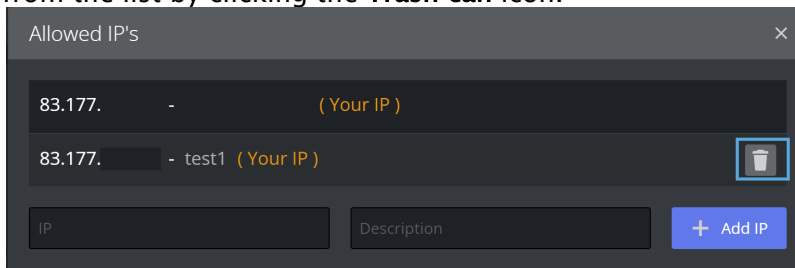 from the list by clicking the Trash Can icon.
Allowed IP's ×
83.177. - ( Your IP )
83.177. - test1 ( Your IP )
IP Description + Add IP